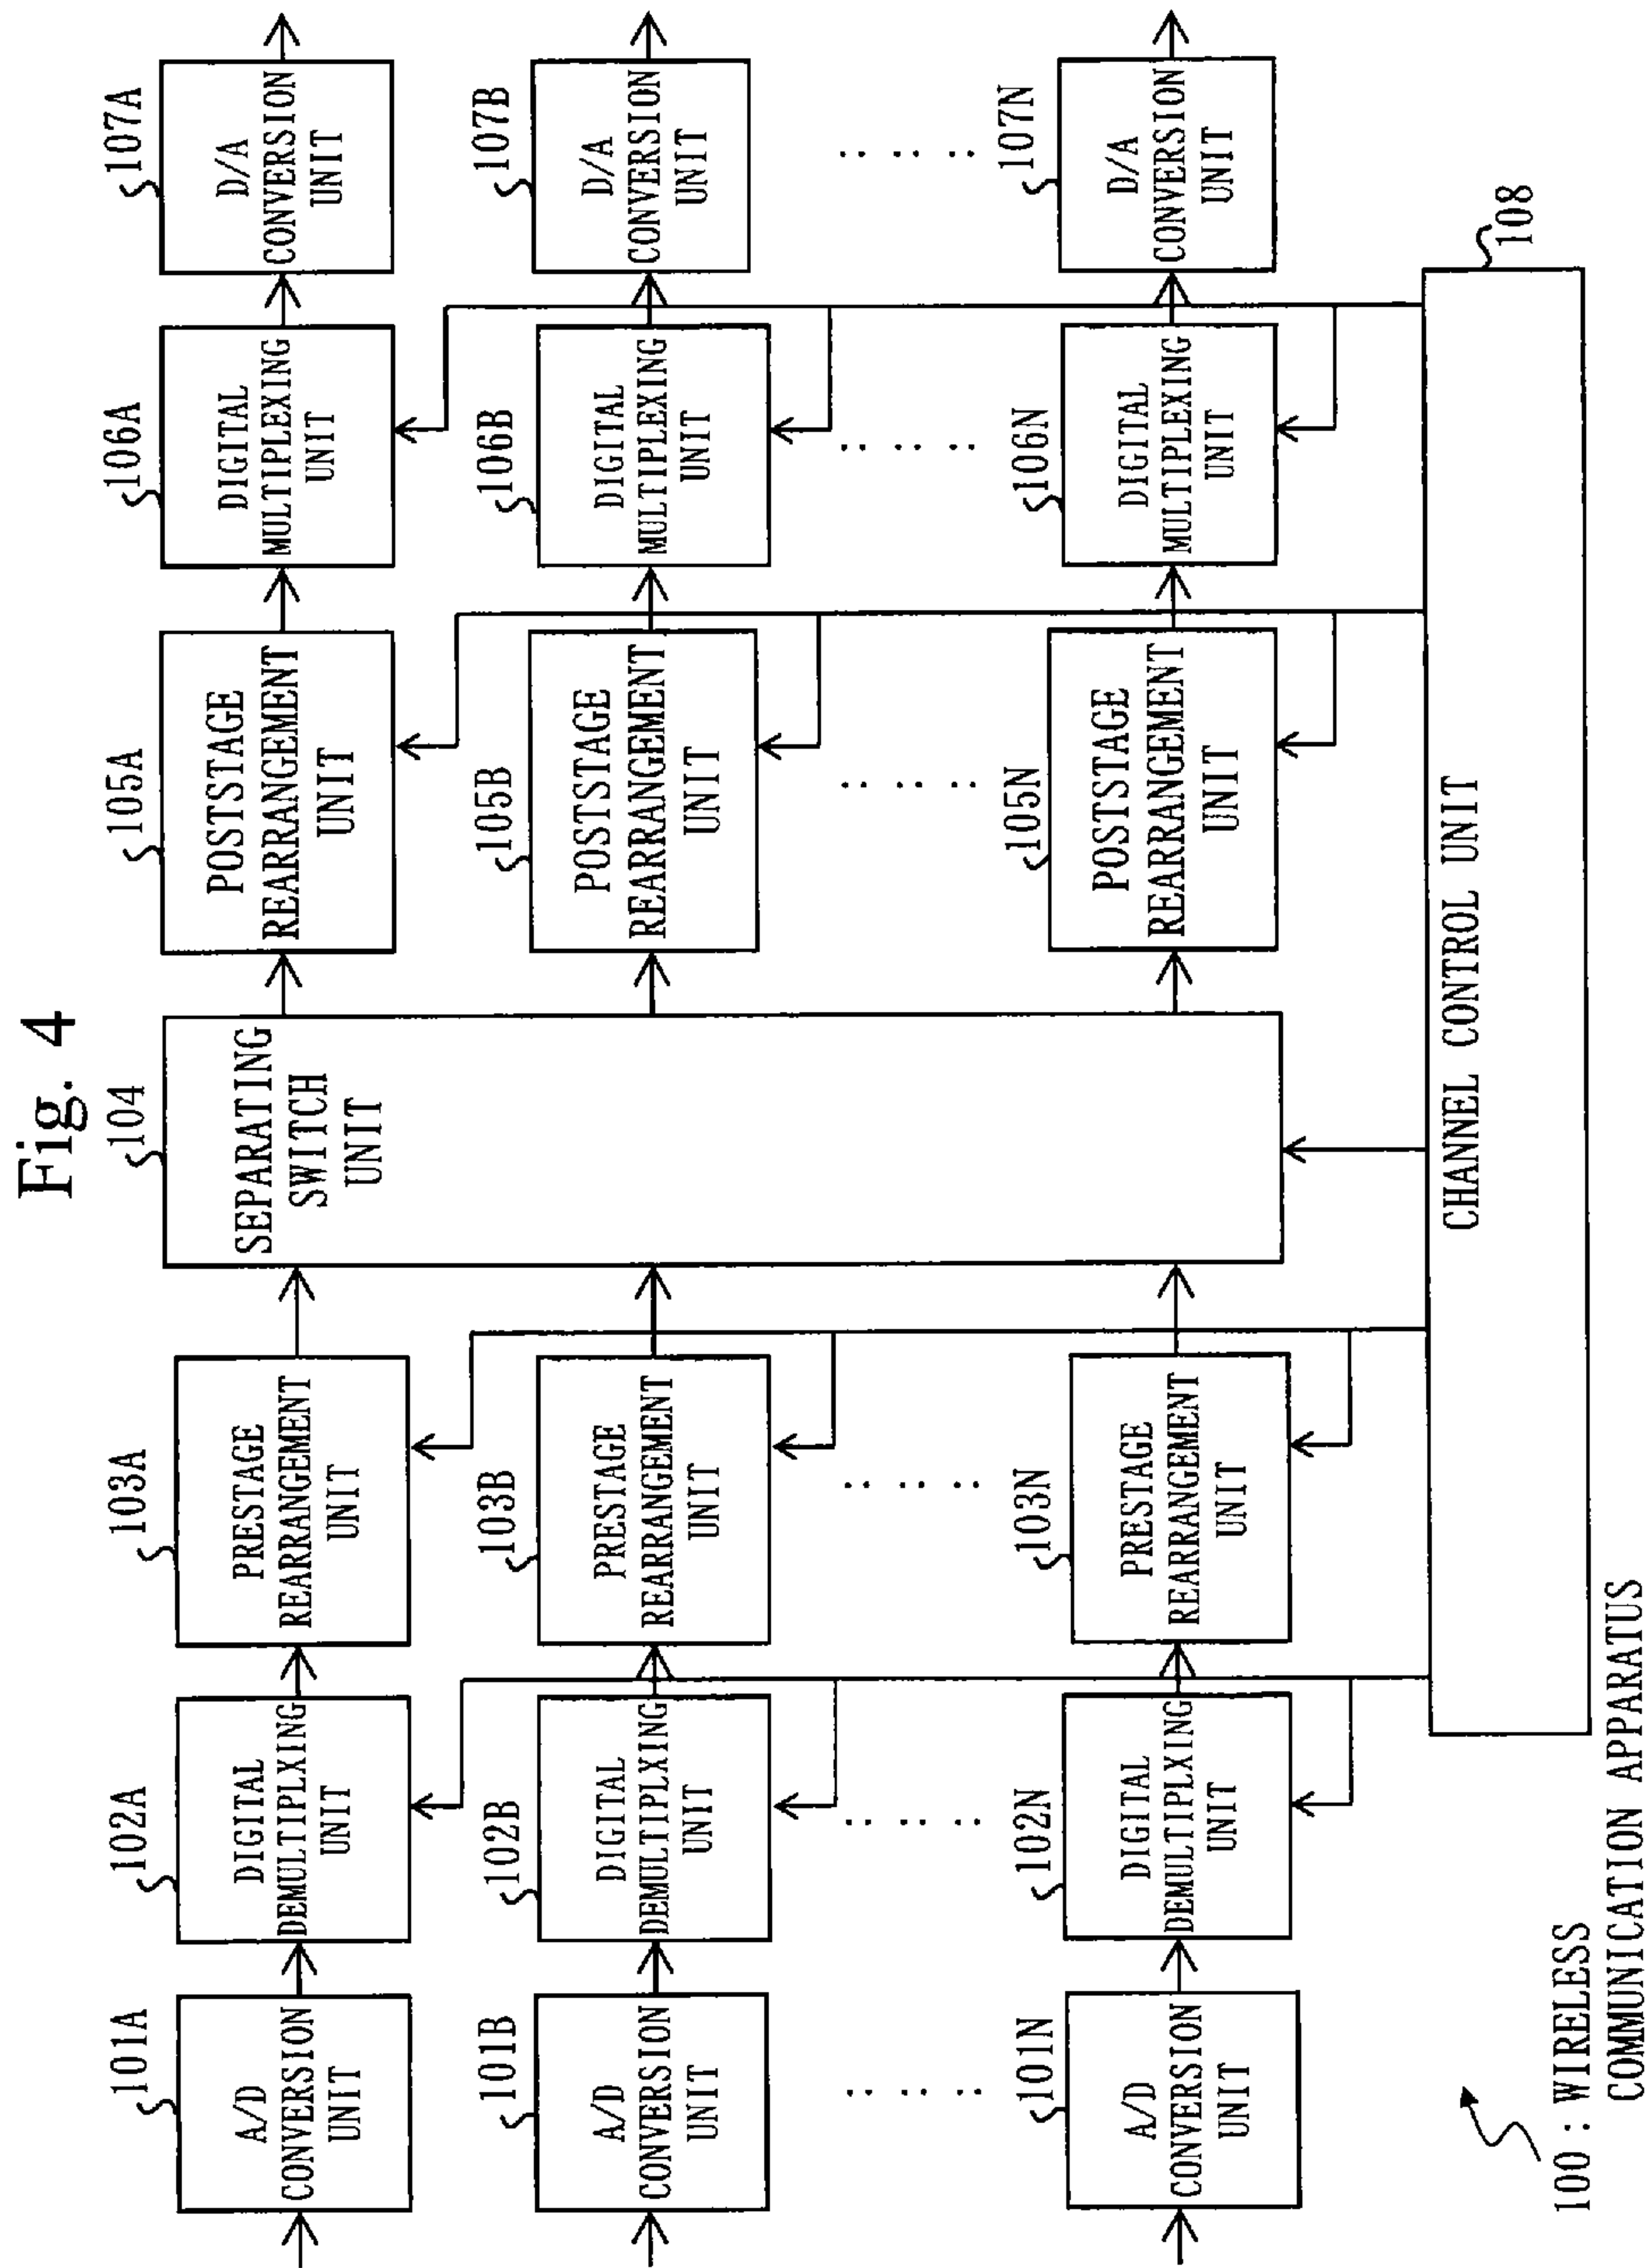 Fig. 4
101A
A/D
CONVERSION
UNIT
102A
DIGITAL
DEMULTIPLXING
UNIT
103A
PRESTAGE
REARRANGEMENT
UNIT
104
SEPARATING
SWITCH
UNIT
105A
POSTSTAGE
REARRANGEMENT
UNIT
106A
DIGITAL
MULTIPLEXING
UNIT
107A
D/A
CONVERSION
UNIT
101B
A/D
CONVERSION
UNIT
102B
DIGITAL
DEMULTIPLXING
UNIT
103B
PRESTAGE
REARRANGEMENT
UNIT
105B
POSTSTAGE
REARRANGEMENT
UNIT
106B
DIGITAL
MULTIPLEXING
UNIT
107B
D/A
CONVERSION
UNIT
101N
A/D
CONVERSION
UNIT
102N
DIGITAL
DEMULTIPLXING
UNIT
103N
PRESTAGE
REARRANGEMENT
UNIT
105N
POSTSTAGE
REARRANGEMENT
UNIT
106N
DIGITAL
MULTIPLEXING
UNIT
107N
D/A
CONVERSION
UNIT
CHANNEL CONTROL UNIT
108
100 : WIRELESS
COMMUNICATION APPARATUS